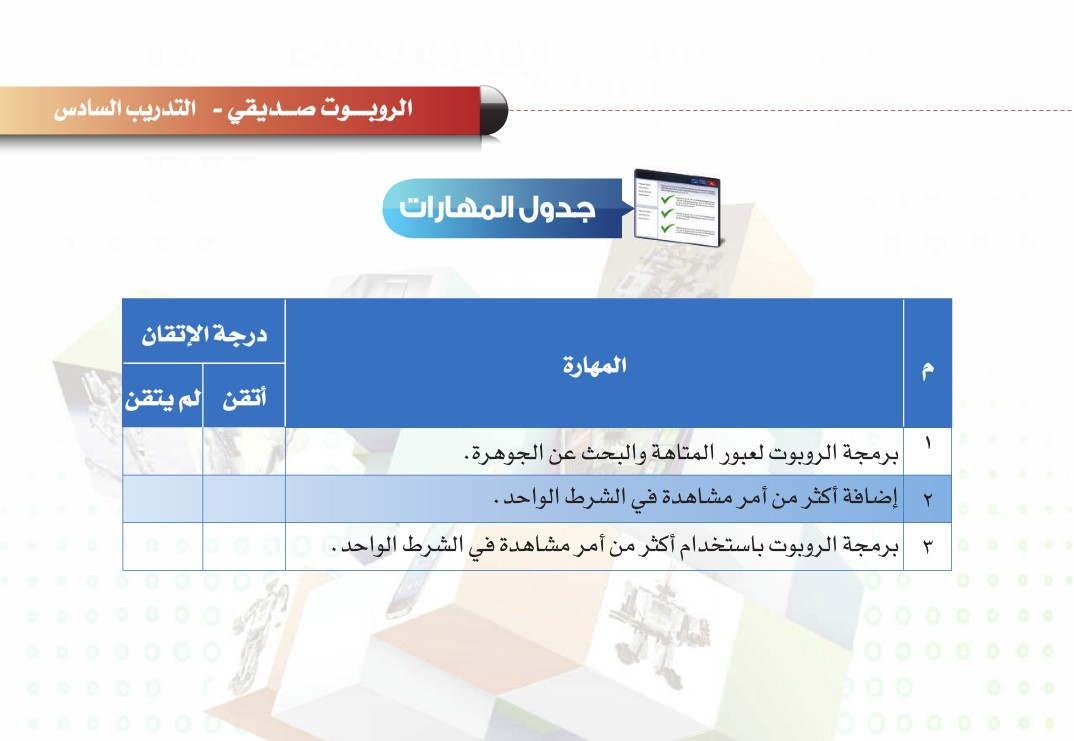 الروبوت صديقي - التدريب السادس
جدول المهارات
م المهارة درجة الإتقان
أتقن لم يتقن
١ برمجة الروبوت لعبور المتاهة والبحث عن الجوهرة.
٢ إضافة أكثر من أمر مشاهدة في الشرط الواحد.
٣ برمجة الروبوت باستخدام أكثر من أمر مشاهدة في الشرط الواحد.